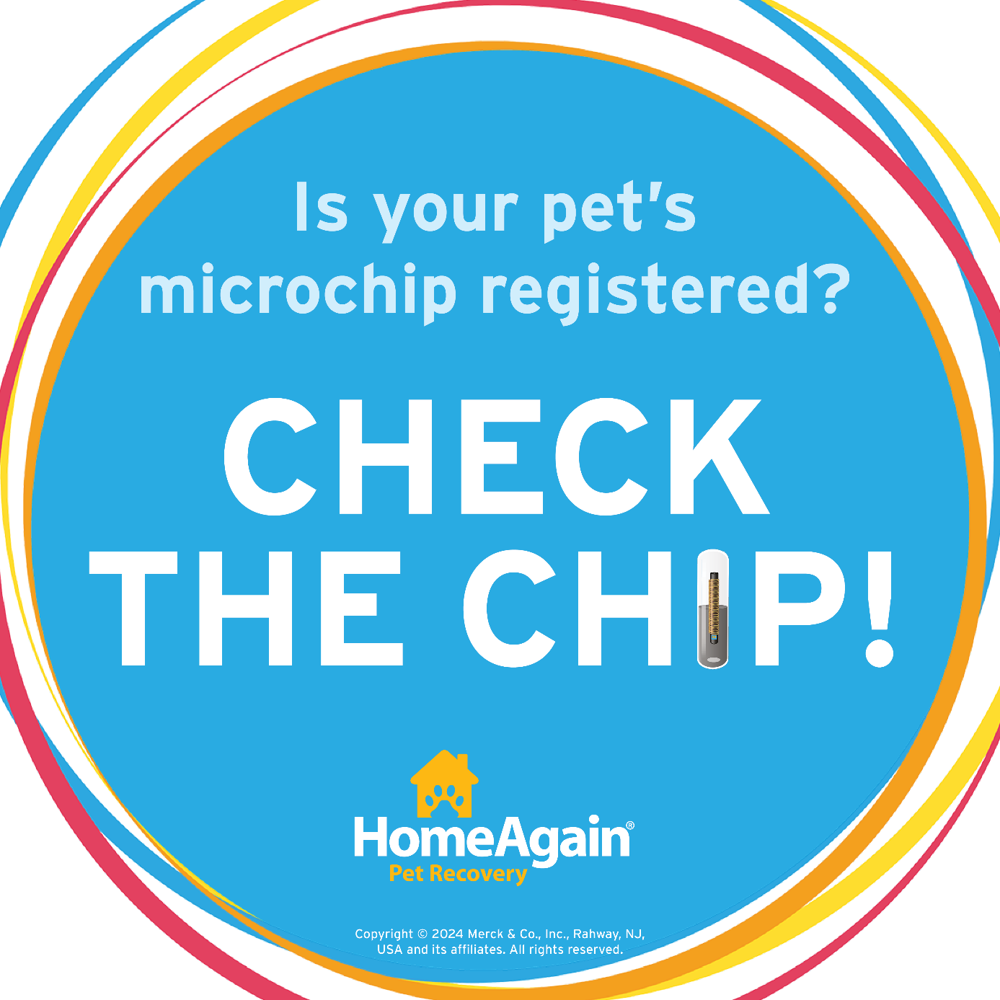 Is your pet's
microchip registered?
CHECK
THE CHIP!
HomeAgain®
Pet Recovery
Copyright © 2024 Merck & Co., Inc., Rahway, NJ,
USA and its affiliates. All rights reserved.